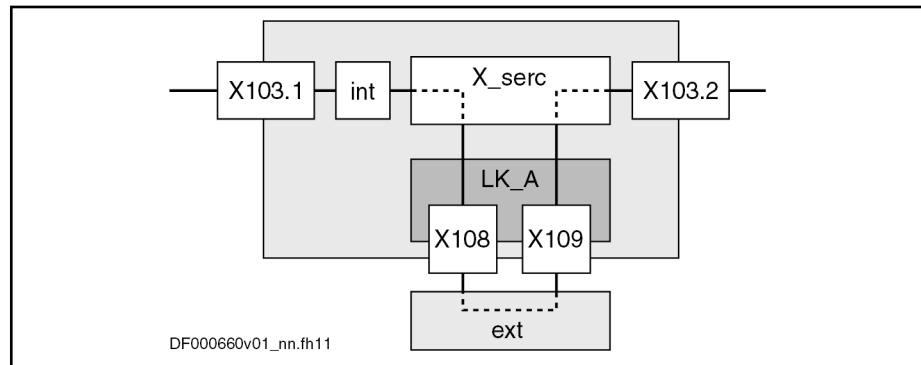 X_serc
X103.1
int
X103.2
LK_A
X108
X109
ext
DF000660v01_nn.fh11